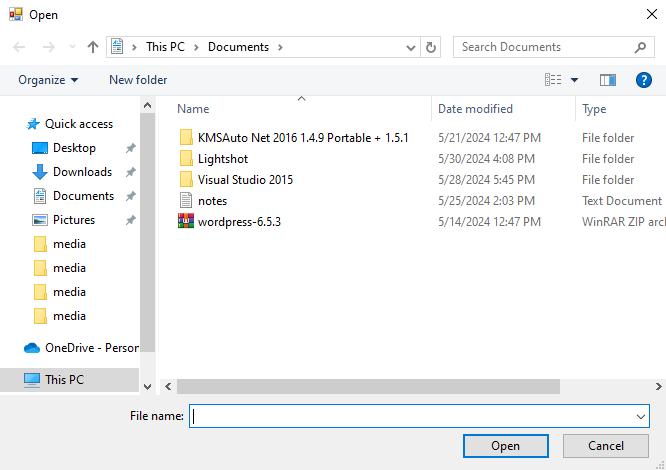 Open
This PC > Documents >
Search Documents
Organize
New folder
Name
Date modified
Type
Quick access
Desktop
Downloads
Documents
Pictures
media
media
media
media
OneDrive - Person
This PC
KMSAuto Net 2016 1.4.9 Portable + 1.5.1 5/21/2024 12:47 PM File folder
Lightshot 5/30/2024 4:08 PM File folder
Visual Studio 2015 5/28/2024 5:45 PM File folder
notes 5/25/2024 2:03 PM Text Document
wordpress-6.5.3 5/14/2024 12:47 PM WinRAR ZIP arc
File name:
Open
Cancel